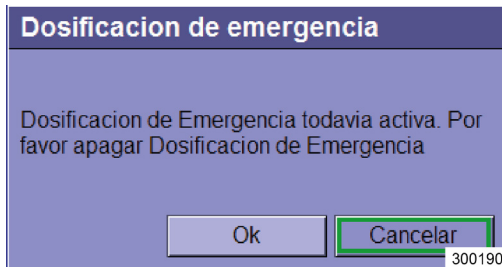 Dosificacion de emergencia
Dosificacion de Emergencia todavia activa. Por
favor apagar Dosificacion de Emergencia
Ok Cancelar
300190